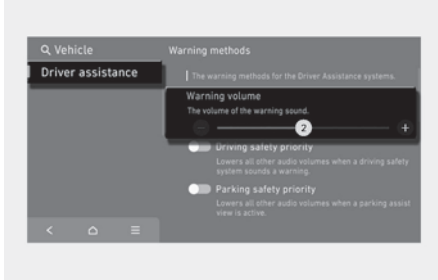 Vehicle
Driver assistance
Warning methods
The warning methods for the Driver Assistance systems.
Warning volume
The volume of the warning sound.
2
Driving safety priority
Lowers all other audio volumes when a driving safety
system sounds a warning.
Parking safety priority
Lowers all other audio volumes when a parking assist
view is active.